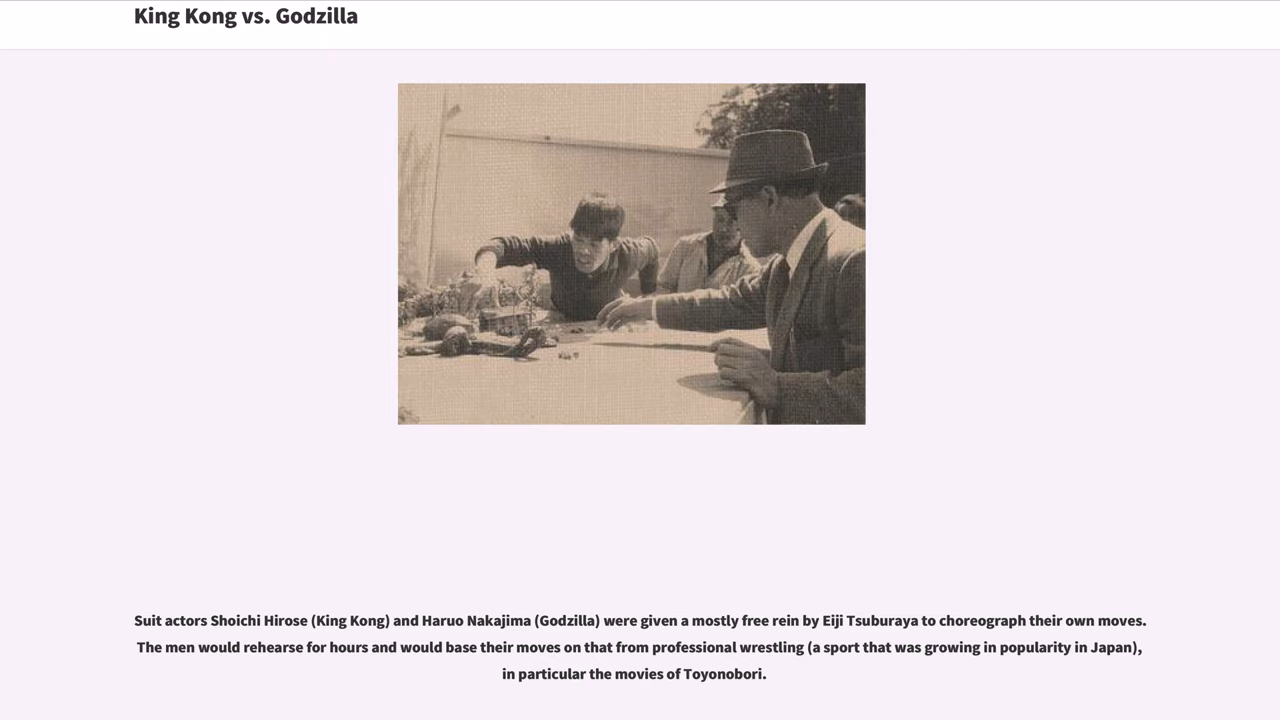 King Kong vs. Godzilla
Suit actors Shoichi Hirose (King Kong) and Haruo Nakajima (Godzilla) were given a mostly free rein by Eiji Tsuburaya to choreograph their own moves.
The men would rehearse for hours and would base their moves on that from professional wrestling (a sport that was growing in popularity in Japan),
in particular the movies of Toyonobori.